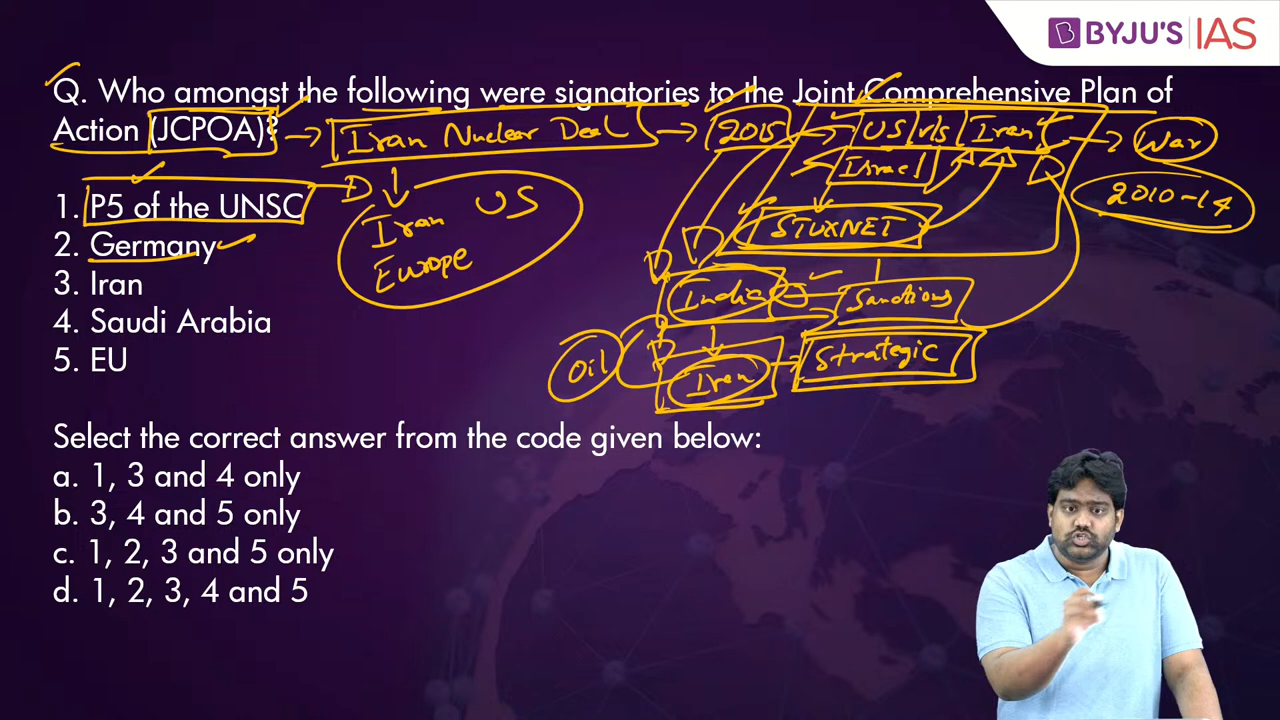 BYJU'S IAS
Q. Who amongst the following were signatories to the Joint Comprehensive Plan of
Action (JCPOA)?
Iran Nuclear Deal
2015
US v/s Iran
War
Israel
2010-14
1. P5 of the UNSC
Iran US
Europe
STUXNET
2. Germany
3. Iran
India
Sanctions
4. Saudi Arabia
Oil
Iran
Strategic
5. EU
Select the correct answer from the code given below:
a. 1, 3 and 4 only
b. 3, 4 and 5 only
c. 1, 2, 3 and 5 only
d. 1, 2, 3, 4 and 5